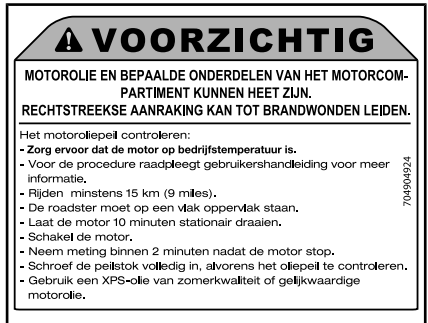 VOORZICHTIG
MOTOROLIE EN BEPAALDE ONDERDELEN VAN HET MOTORCOM-
PARTIMENT KUNNEN HEET ZIJN.
RECHTSTREEKSE AANRAKING KAN TOT BRANDWONDEN LEIDEN.
Het motoroliepeil controleren:
- Zorg ervoor dat de motor op bedrijfstemperatuur is.
- Voor de procedure raadpleegt gebruikershandleiding voor meer
informatie.
- Rijden minstens 15 km (9 miles).
- De roadster moet op een vlak oppervlak staan.
- Laat de motor 10 minuten stationair draaien.
- Schakel de motor.
- Neem meting binnen 2 minuten nadat de motor stop.
- Schroef de peilstok volledig in, alvorens het oliepeil te controleren.
- Gebruik een XPS-olie van zomerkwaliteit of gelijkwaardige
motorolie.
704904924